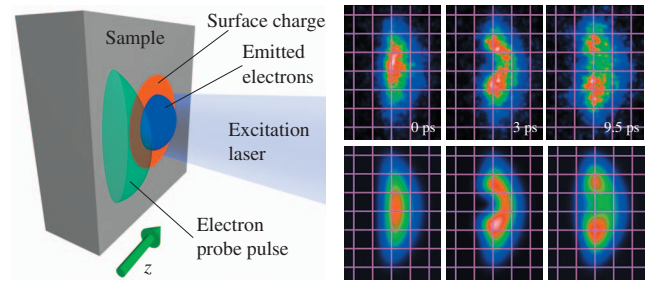 Sample
Surface charge
Emitted
electrons
Excitation
laser
Electron
probe pulse
z
0 ps
3 ps
9.5 ps